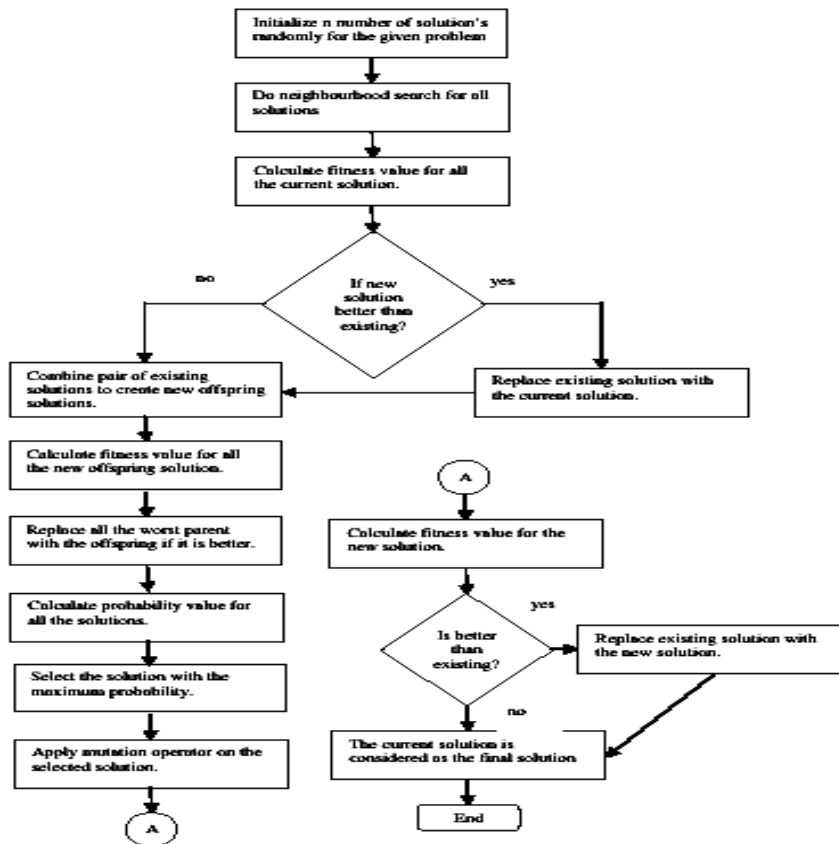 Initialize n number of solution's
randomly for the given problem
Do neighbourhood search for all
solutions
Calculate fitness value for all
the current solution.
no
If new
solution
better than
existing?
yes
Combine pair of existing
solutions to create new offspring
solutions.
Replace existing solution with
the current solution.
Calculate fitness value for all
the new offspring solution.
Replace all the worst parent
with the offspring if it is better.
Calculate probability value for
all the solutions.
Select the solution with the
maximum probability.
Apply mutation operator on the
selected solution.
A
A
Calculate fitness value for the
new solution.
yes
Is better
than
existing?
Replace existing solution with
the new solution.
no
The current solution is
considered as the final solution
End